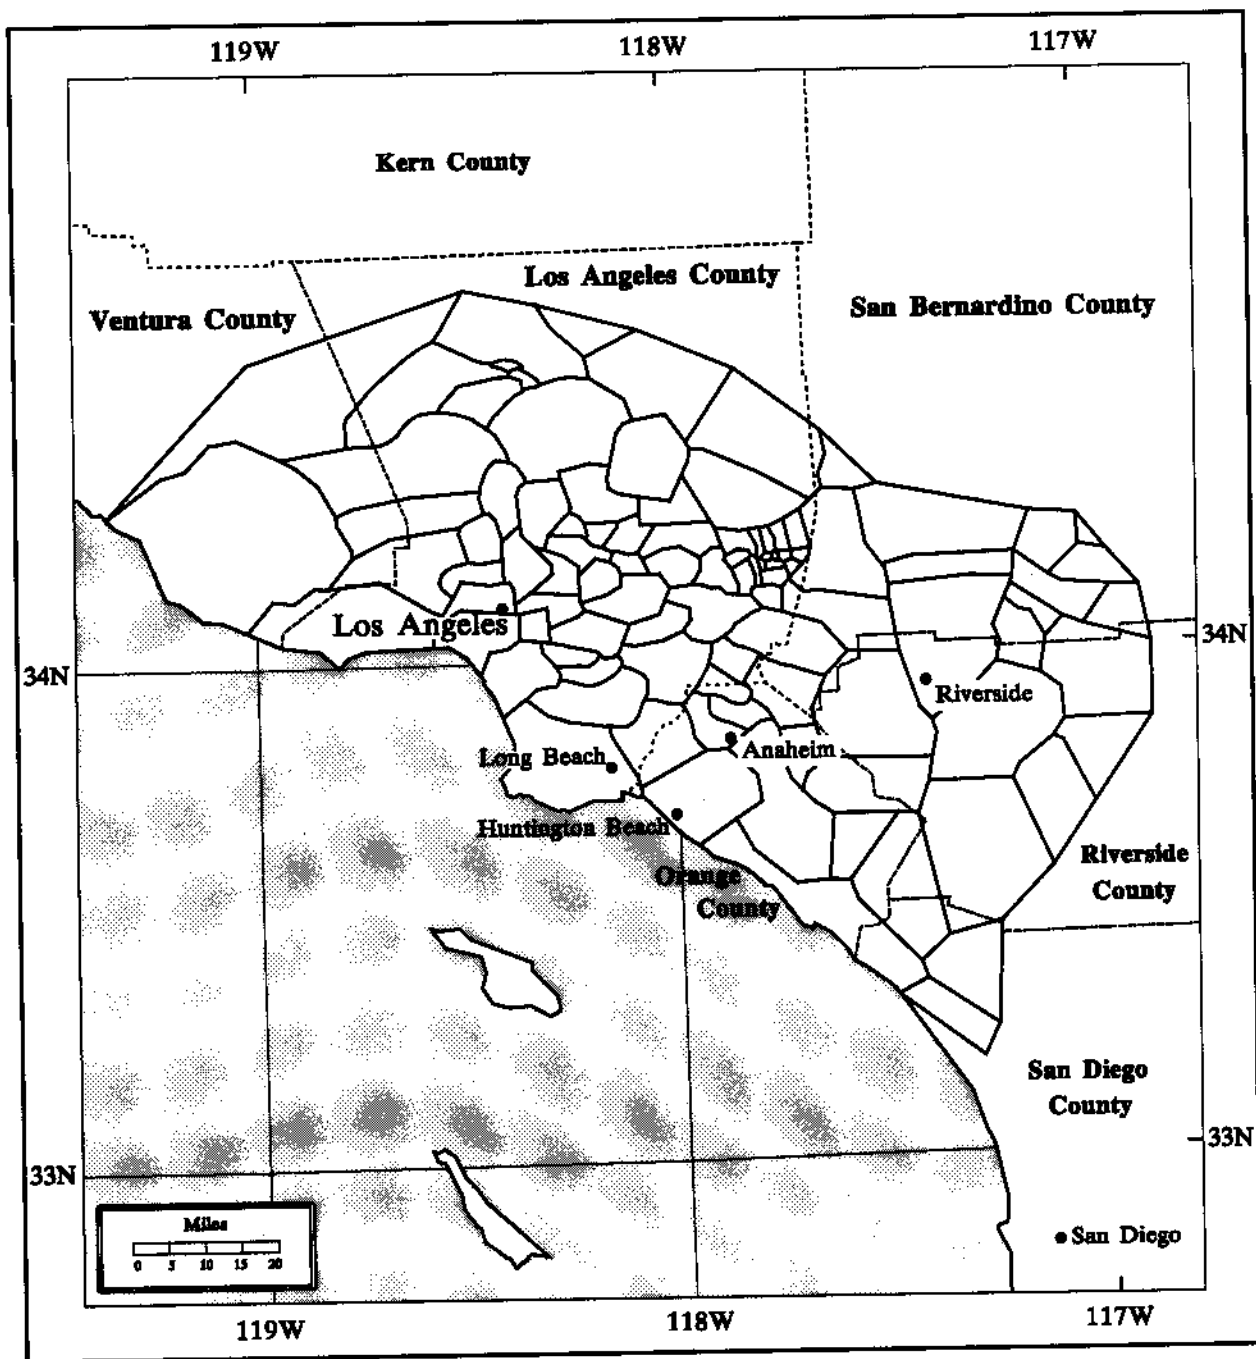 119W 118W 117W
Kern County
Los Angeles County
Ventura County
San Bernardino County
Los Angeles
34N
34N
Riverside
Long Beach
Anaheim
Huntington Beach
Orange
County
Riverside
County
San Diego
County
33N
33N
Miles
0 5 10 15 20
San Diego
119W 118W 117W